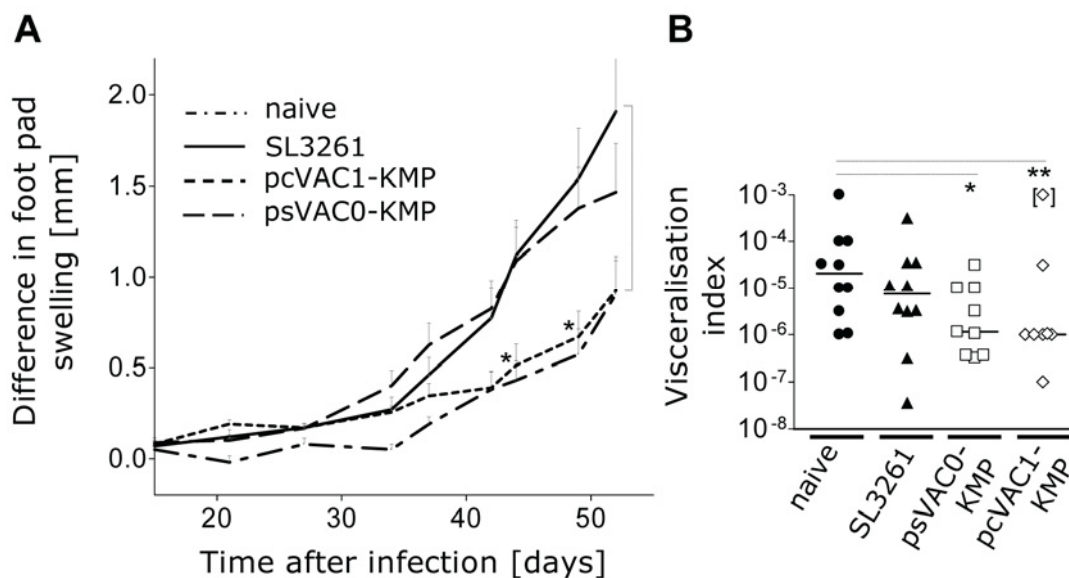 A
Difference in foot pad
swelling [mm]
2.0
1.5
1.0
0.5
0.0
naive
SL3261
pcVAC1-KMP
psVAC0-KMP
*
*
20
30
40
50
Time after infection [days]
B
Visceralisation
index
10-3
10-4
10-5
10-6
10-7
10-8
*
**
[ ]
naive
SL3261
psVAC0-
KMP
pcVAC1-
KMP